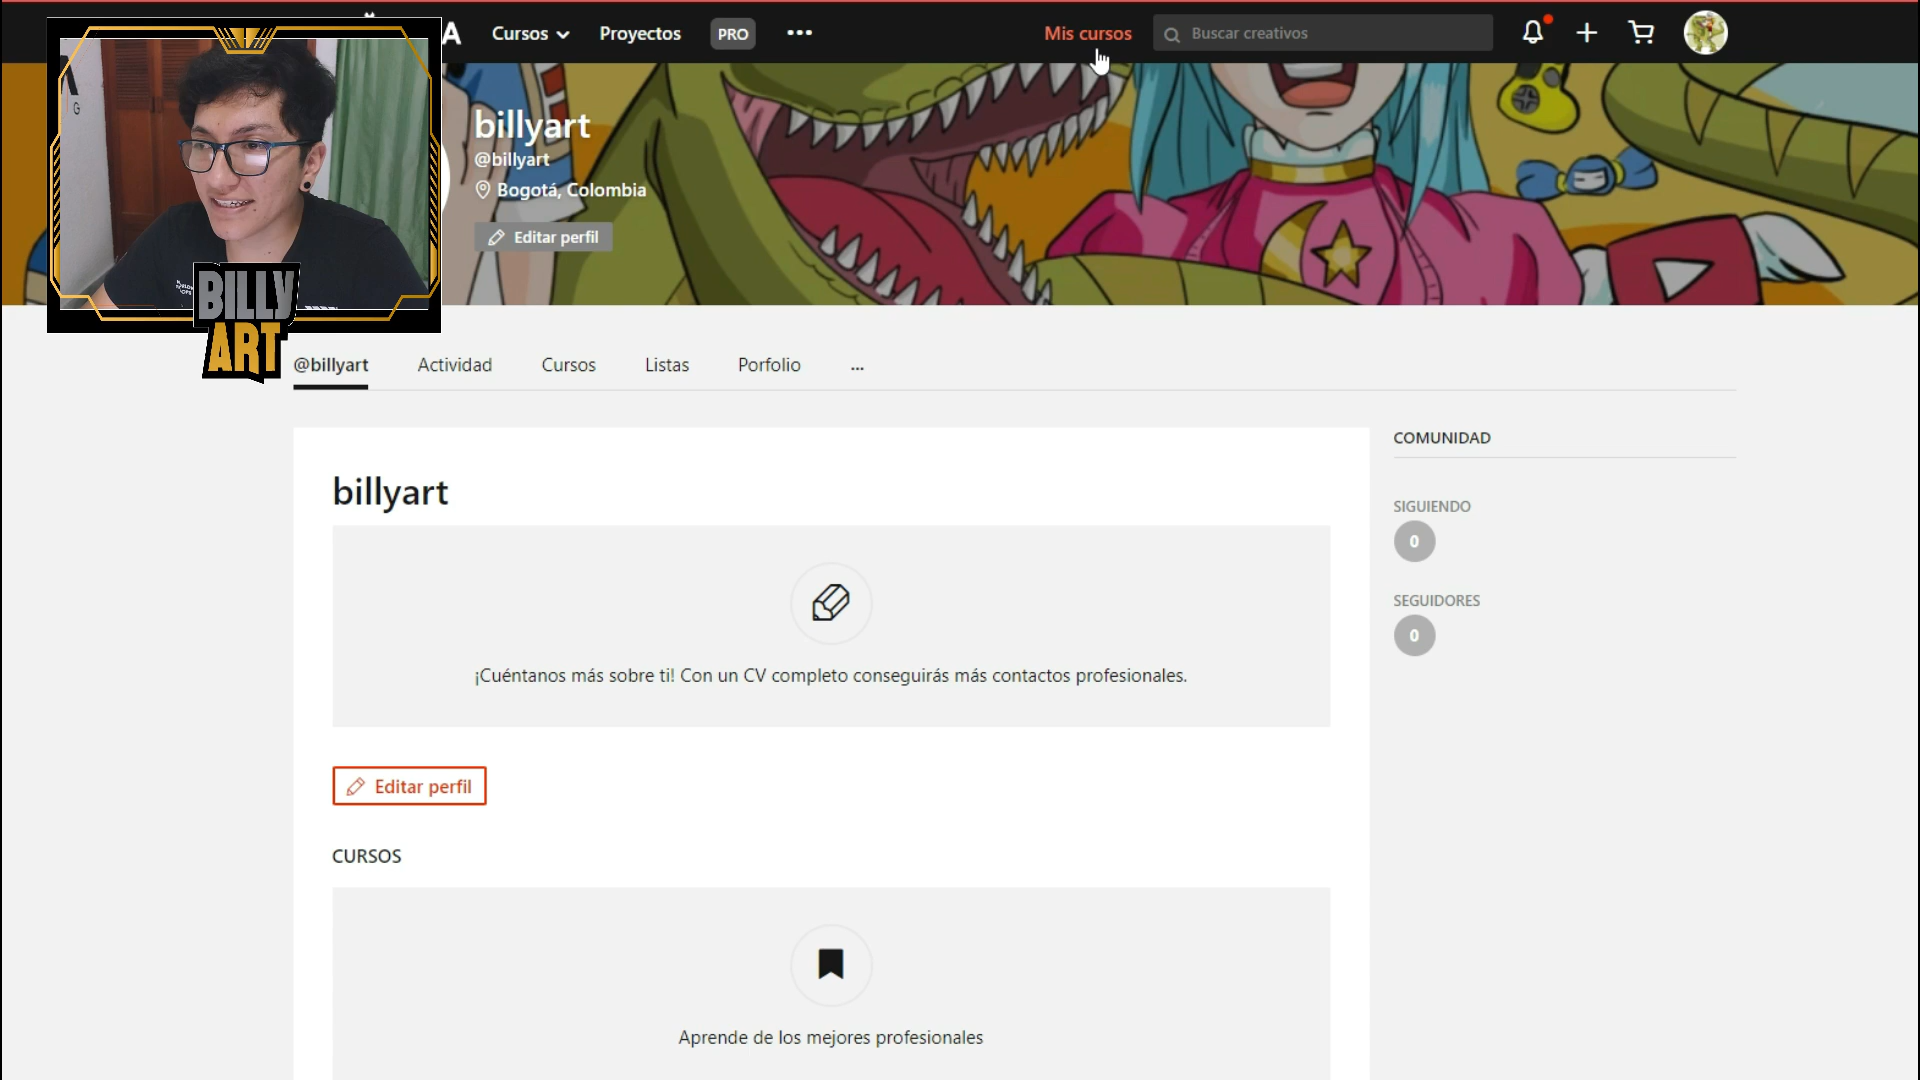 A
Cursos
Proyectos
PRO
Mis cursos
Buscar creativos
G
billyart
@billyart
Bogotá, Colombia
Editar perfil
BILLY
ART
@billyart
Actividad
Cursos
Listas
Porfolio
...
billyart
¡Cuéntanos más sobre ti! Con un CV completo conseguirás más contactos profesionales.
Editar perfil
CURSOS
Aprende de los mejores profesionales
COMUNIDAD
SIGUIENDO
0
SEGUIDORES
0